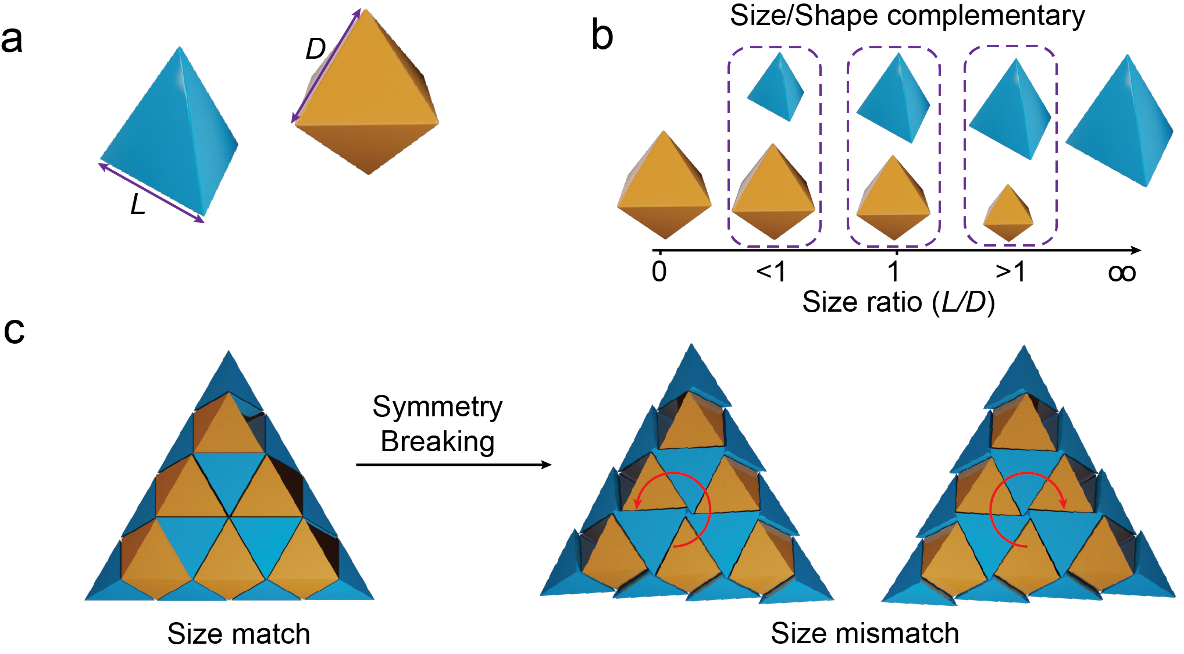 a
D
L
b
Size/Shape complementary
0 <1 1 >1 ∞
Size ratio (L/D)
c
Symmetry
Breaking
Size match
Size mismatch